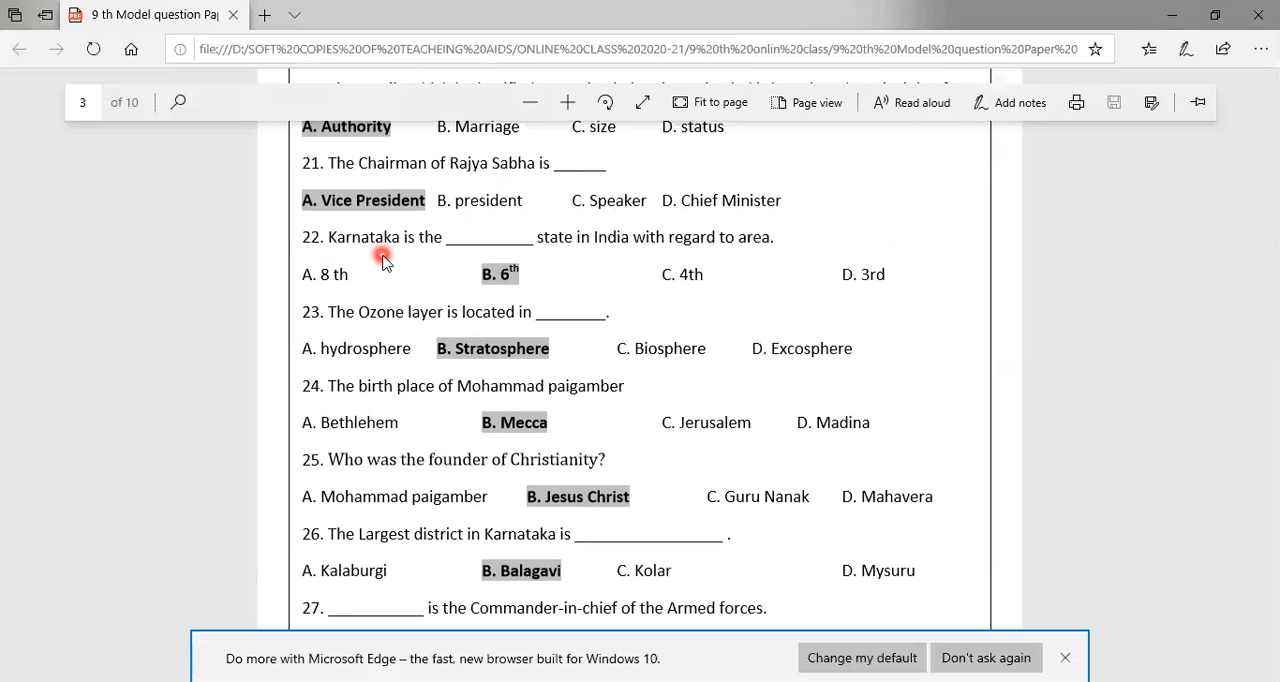 9 th Model question Pa
file:///D:/SOFT%20COPIES%20OF%20TEACHEING%20AIDS/ONLINE%20CLASS%202020-21/9%20th%20onlin%20class/9%20th%20Model%20question%20Paper%20
3 of 10 Fit to page Page view Read aloud Add notes
A. Authority B. Marriage C. size D. status
21. The Chairman of Rajya Sabha is ______
A. Vice President B. president C. Speaker D. Chief Minister
22. Karnataka is the __________ state in India with regard to area.
A. 8 th B. 6th C. 4th D. 3rd
23. The Ozone layer is located in ________.
A. hydrosphere B. Stratosphere C. Biosphere D. Excosphere
24. The birth place of Mohammad paigamber
A. Bethlehem B. Mecca C. Jerusalem D. Madina
25. Who was the founder of Christianity?
A. Mohammad paigamber B. Jesus Christ C. Guru Nanak D. Mahavera
26. The Largest district in Karnataka is _________________ .
A. Kalaburgi B. Balagavi C. Kolar D. Mysuru
27. ___________ is the Commander-in-chief of the Armed forces.
Do more with Microsoft Edge – the fast, new browser built for Windows 10. Change my default Don't ask again